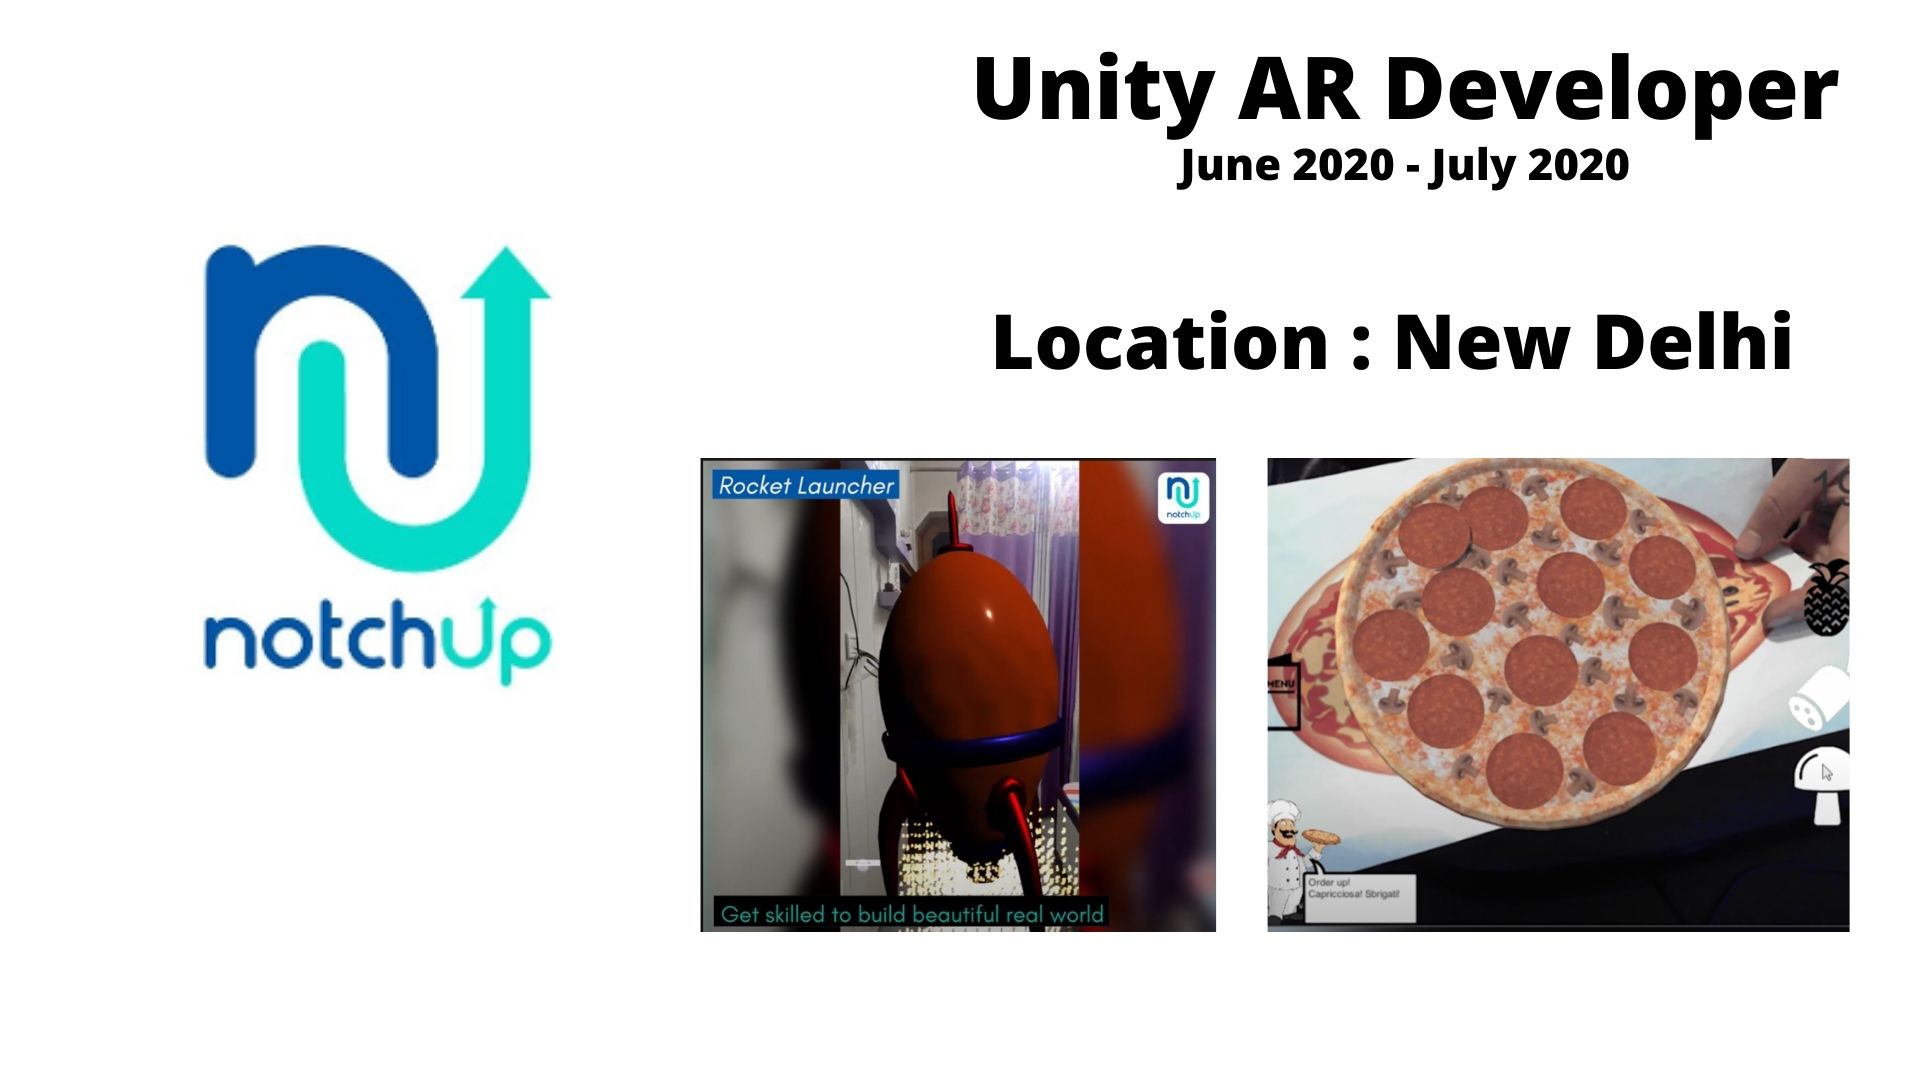 Unity AR Developer
June 2020 - July 2020
Location : New Delhi
notchUp
Rocket Launcher
notchUp
Get skilled to build beautiful real world
MENU
Order up!
Capricciosa! Sbrigati!